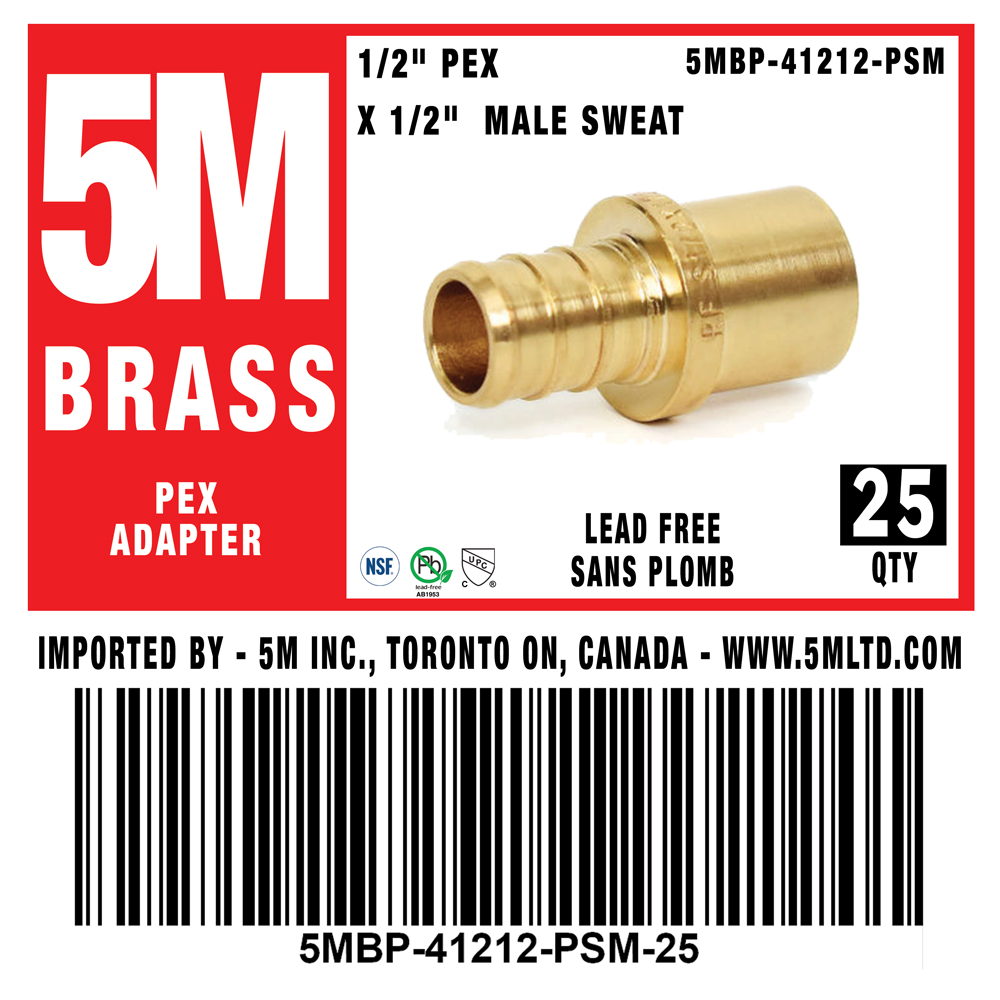 5M
BRASS
PEX
ADAPTER
1/2" PEX
5MBP-41212-PSM
X 1/2"  MALE SWEAT
LEAD FREE
SANS PLOMB
25
QTY
NSF.
Pb
lead-free
AB1953
UPC
C ®
IMPORTED BY - 5M INC., TORONTO ON, CANADA - WWW.5MLTD.COM
5MBP-41212-PSM-25